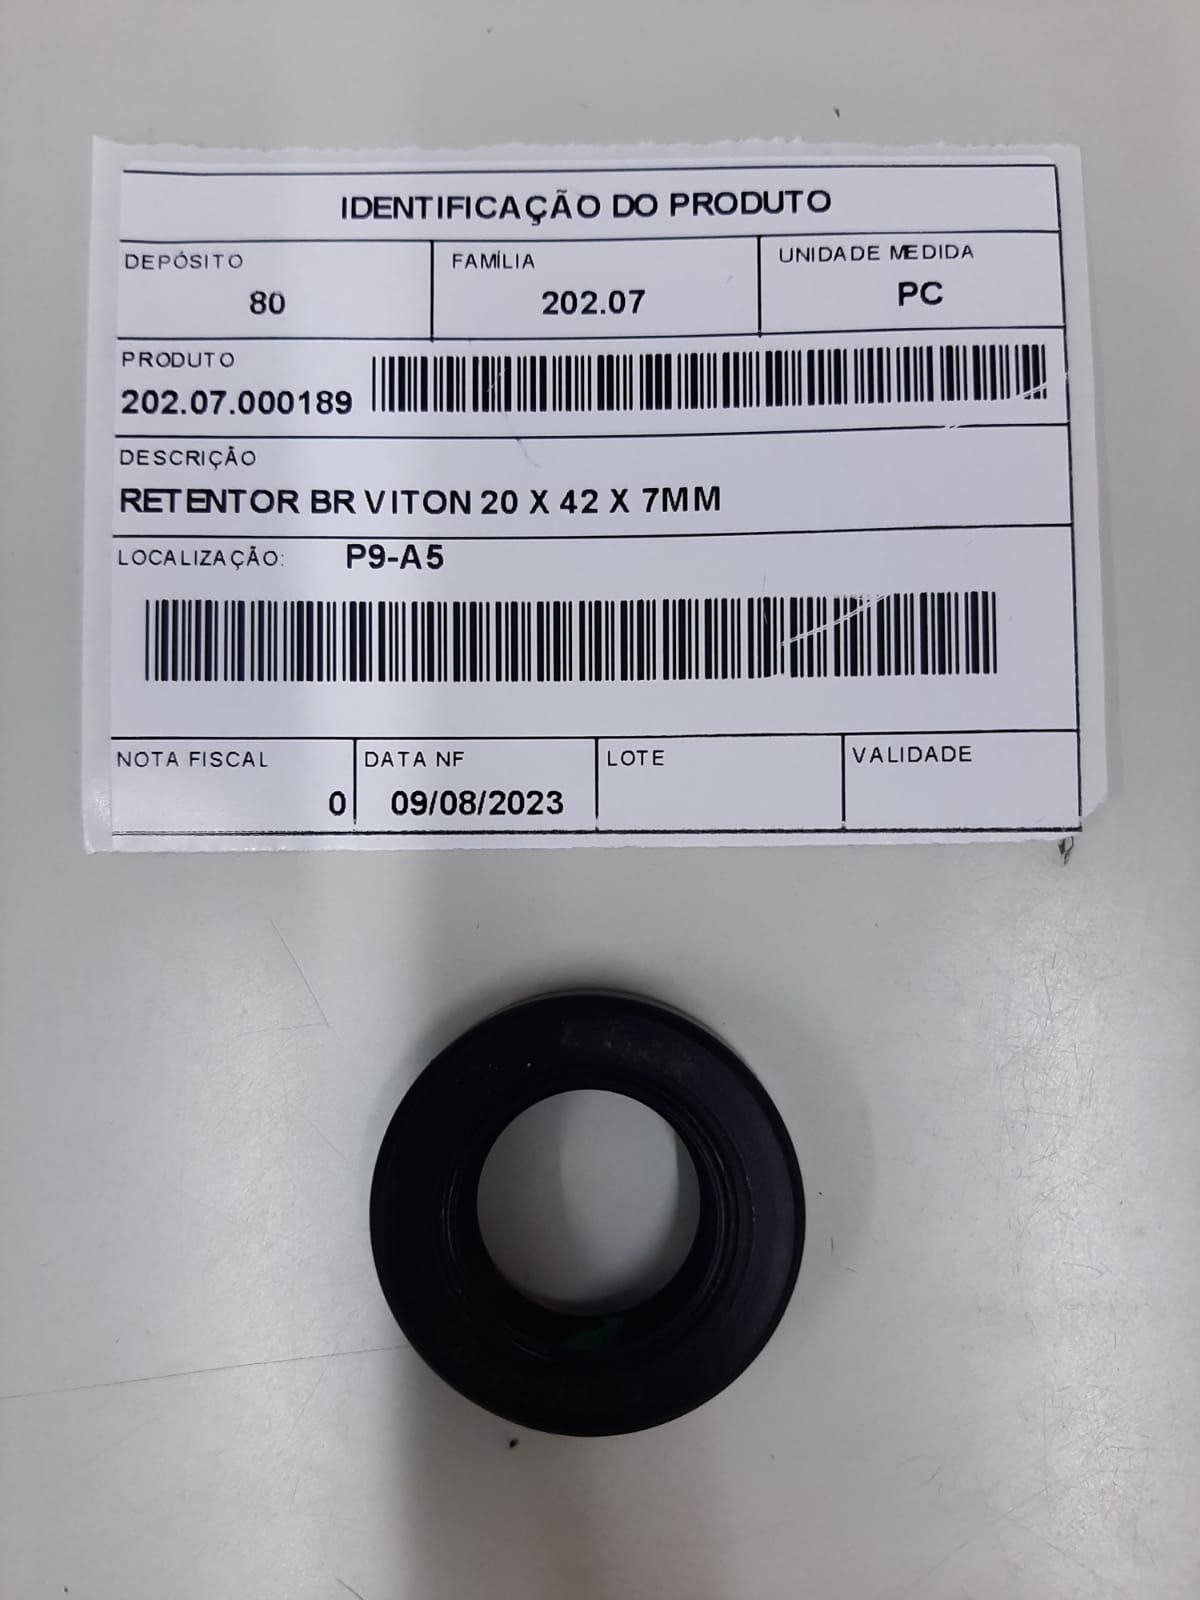 IDENTIFICAÇÃO DO PRODUTO
DEPÓSITO FAMÍLIA UNIDADE MEDIDA
80 202.07 PC
PRODUTO
202.07.000189
DESCRIÇÃO
RETENTOR BR VITON 20 X 42 X 7MM
LOCALIZAÇÃO: P9-A5
NOTA FISCAL DATA NF LOTE VALIDADE
0 09/08/2023